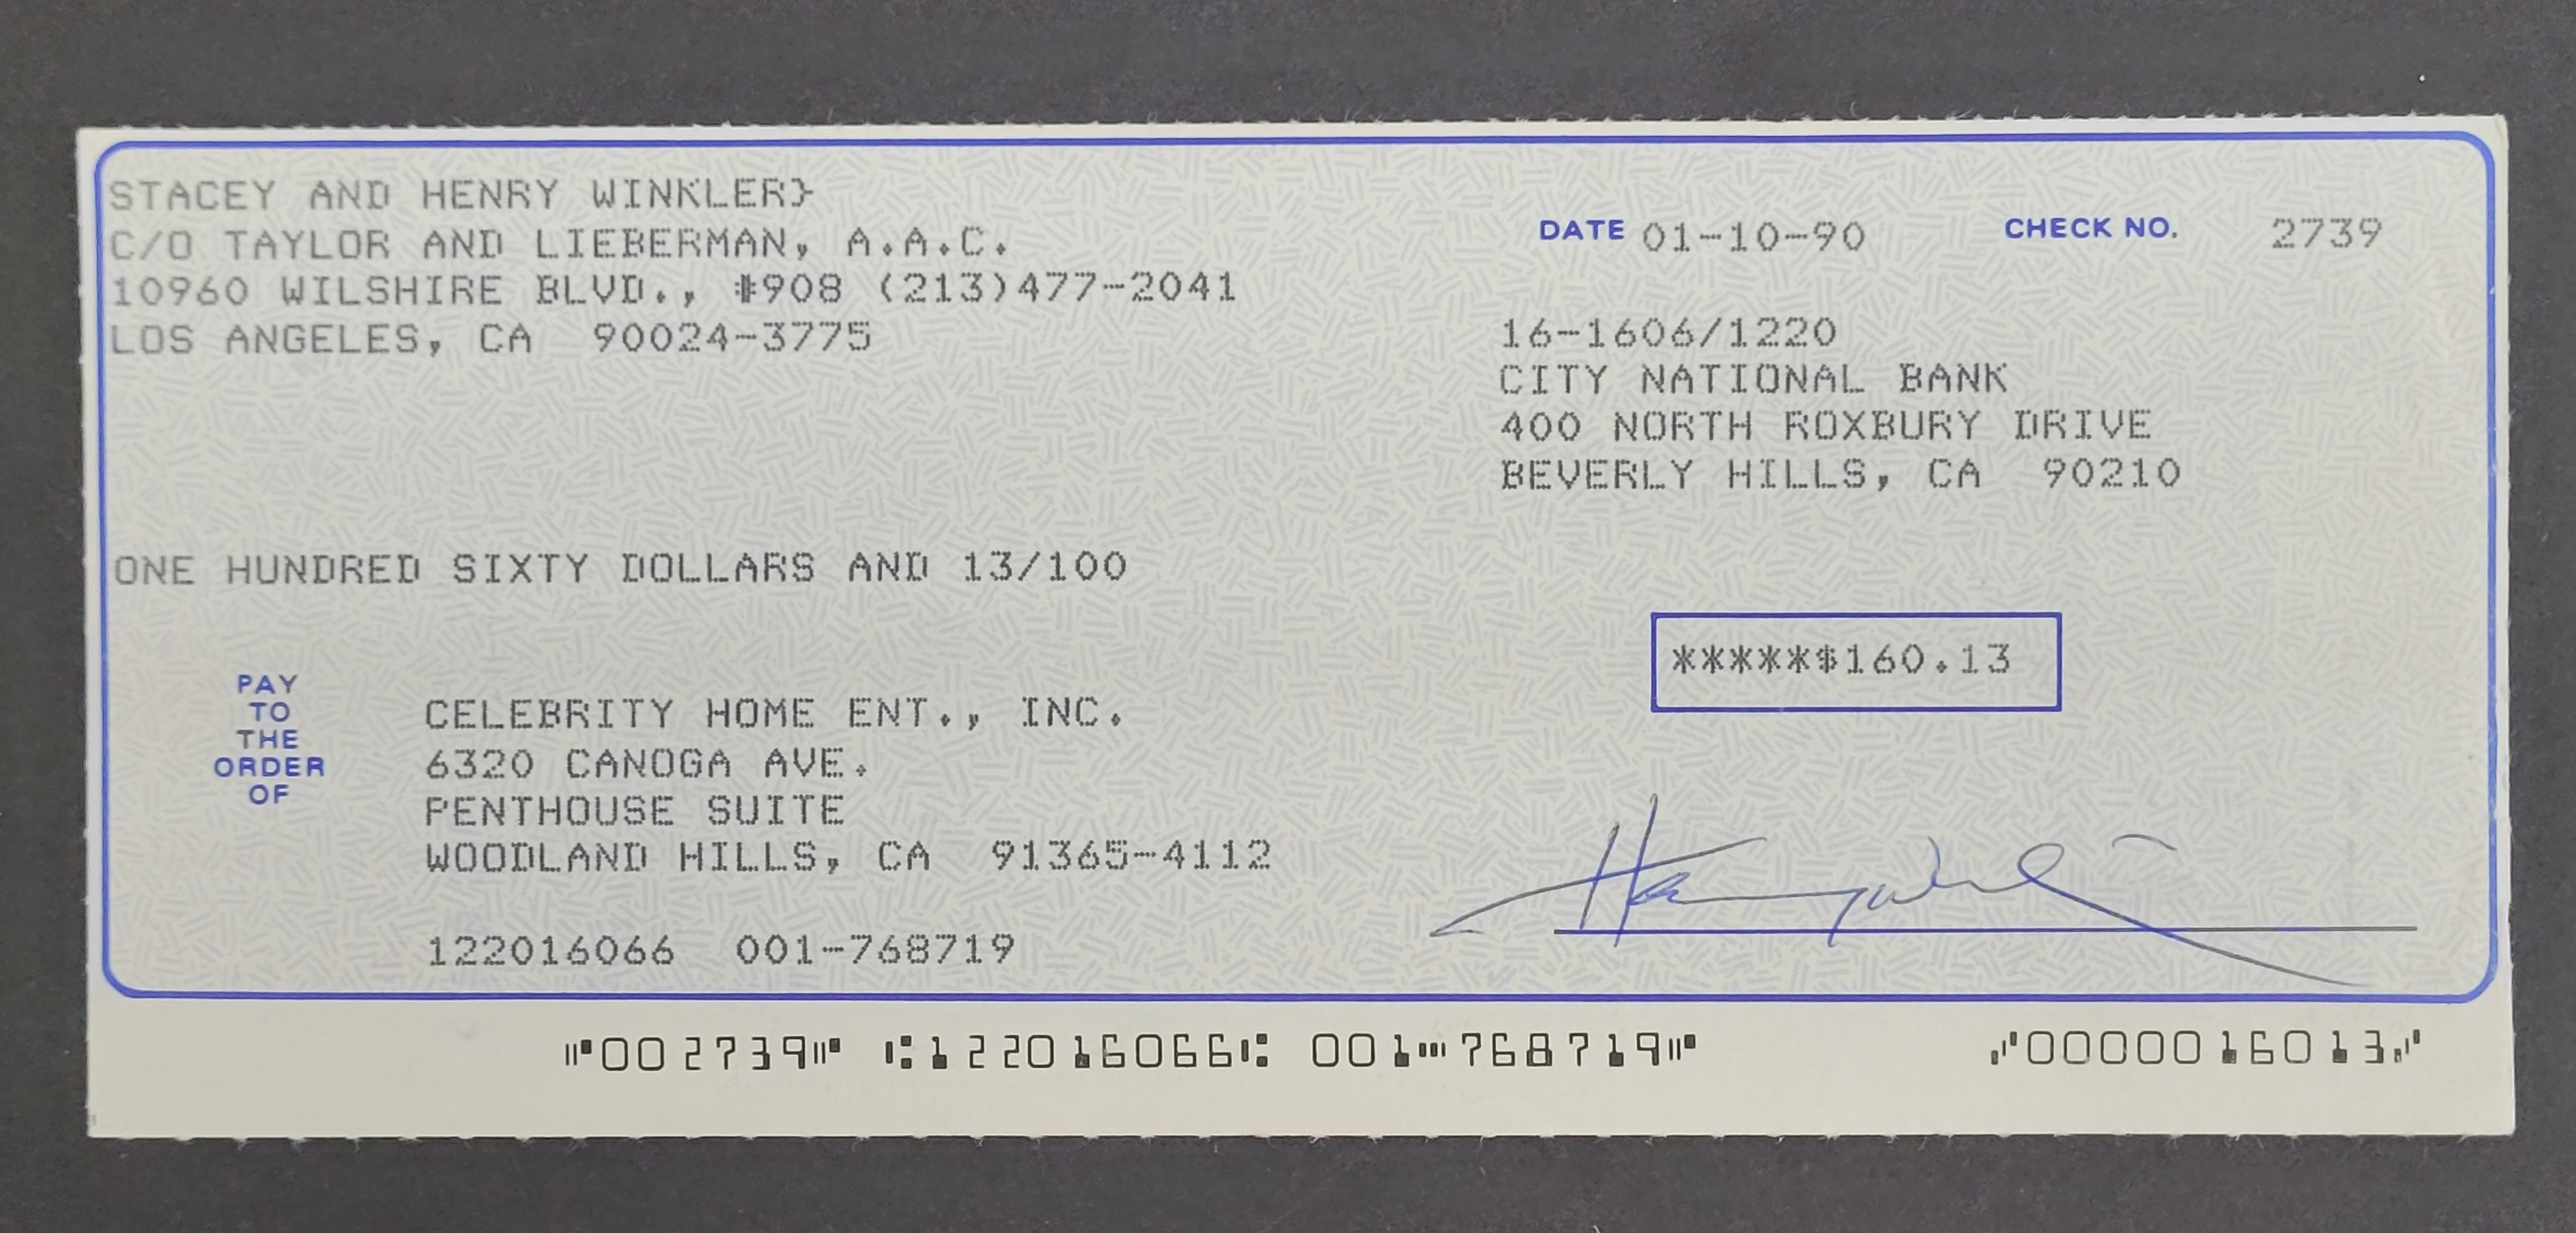 STACEY AND HENRY WINKLER}
C/O TAYLOR AND LIEBERMAN, A.A.C.
10960 WILSHIRE BLVD., #908 (213)477-2041
LOS ANGELES, CA 90024-3775
DATE 01-10-90 CHECK NO. 2739
16-1606/1220
CITY NATIONAL BANK
400 NORTH ROXBURY DRIVE
BEVERLY HILLS, CA 90210
ONE HUNDRED SIXTY DOLLARS AND 13/100
*****$160.13
PAY
TO
THE
ORDER
OF
CELEBRITY HOME ENT., INC.
6320 CANOGA AVE.
PENTHOUSE SUITE
WOODLAND HILLS, CA 91365-4112
Henry Winkler
122016066 001-768719
⑈002739⑈ ⑆122016066⑆ 001⑉768719⑈ ⑇0000016013⑇